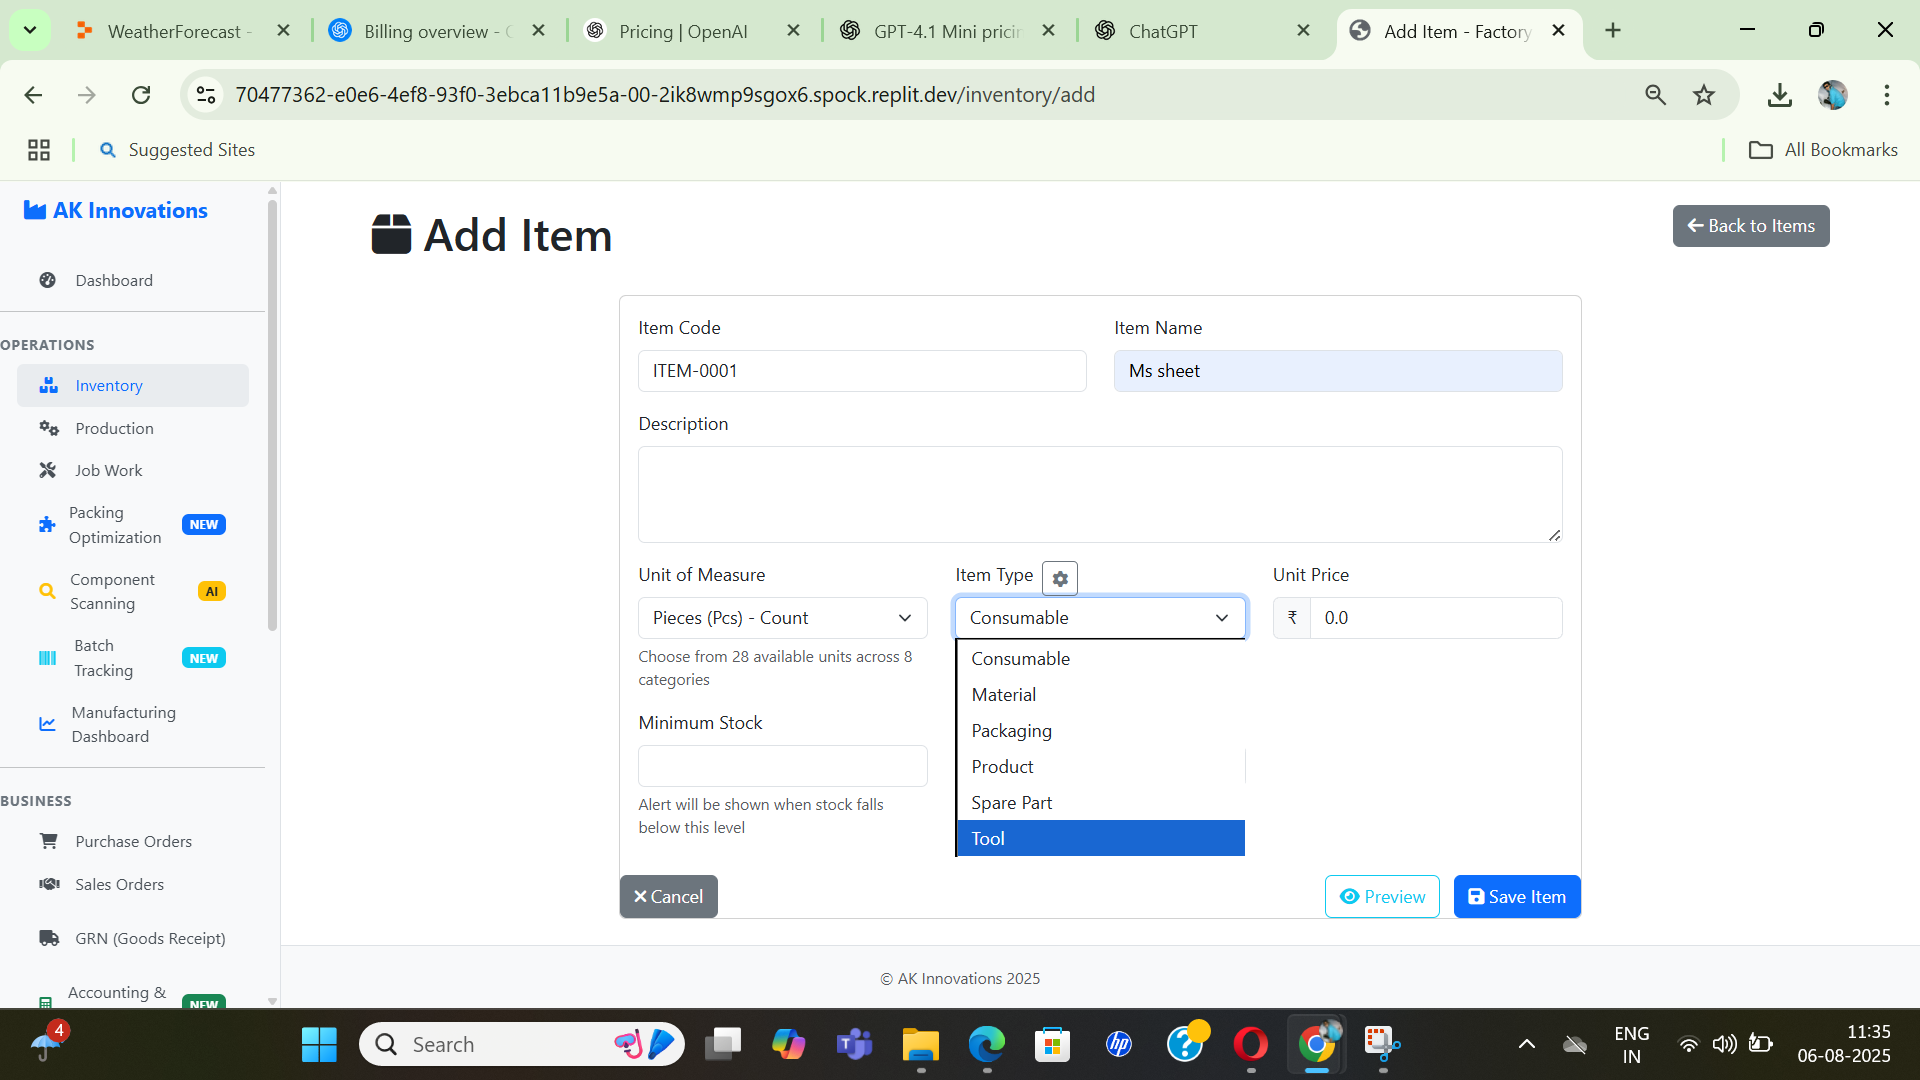 WeatherForecast -
Billing overview -
Pricing | OpenAI
GPT-4.1 Mini pricin
ChatGPT
Add Item - Factory
70477362-e0e6-4ef8-93f0-3ebca11b9e5a-00-2ik8wmp9sgox6.spock.replit.dev/inventory/add
Suggested Sites
All Bookmarks
AK Innovations
Dashboard
OPERATIONS
Inventory
Production
Job Work
Packing
Optimization
NEW
Component
Scanning
AI
Batch
Tracking
NEW
Manufacturing
Dashboard
BUSINESS
Purchase Orders
Sales Orders
GRN (Goods Receipt)
Accounting &
NEW
Add Item
Back to Items
Item Code
Item Name
ITEM-0001
Ms sheet
Description
Unit of Measure
Item Type
Unit Price
Pieces (Pcs) - Count
Consumable
₹ 0.0
Choose from 28 available units across 8
categories
Consumable
Material
Packaging
Product
Spare Part
Tool
Minimum Stock
Alert will be shown when stock falls
below this level
Cancel
Preview
Save Item
© AK Innovations 2025
4
Search
hp
ENG
IN
11:35
06-08-2025